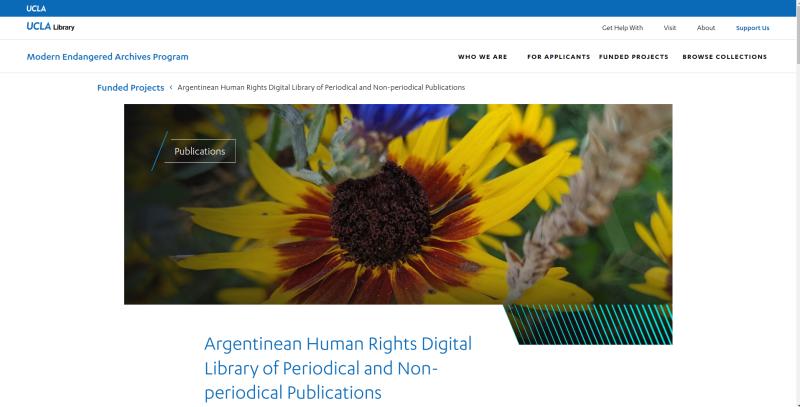 UCLA
UCLA Library
Get Help With Visit About Support Us
Modern Endangered Archives Program
WHO WE ARE FOR APPLICANTS FUNDED PROJECTS BROWSE COLLECTIONS
Funded Projects ‹ Argentinean Human Rights Digital Library of Periodical and Non-periodical Publications
Publications
Argentinean Human Rights Digital
Library of Periodical and Non-
periodical Publications